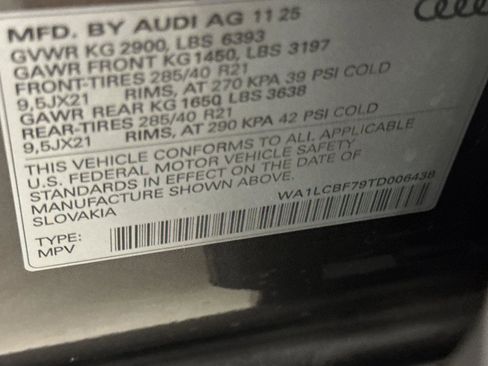 MFD. BY AUDI AG 11 25
GVWR KG 2900, LBS 6393
GAWR FRONT KG 1450, LBS 3197
FRONT-TIRES 285/40 R21
9,5JX21 RIMS, AT 270 KPA 39 PSI COLD
GAWR REAR KG 1650 LBS 3638
REAR-TIRES 285/40 R21
9,5JX21 RIMS, AT 290 KPA 42 PSI COLD
THIS VEHICLE CONFORMS TO ALL APPLICABLE
U.S. FEDERAL MOTOR VEHICLE SAFETY
STANDARDS IN EFFECT ON THE DATE OF
MANUFACTURE SHOWN ABOVE.
SLOVAKIA
WA1LCBF79TD006438
TYPE:
MPV